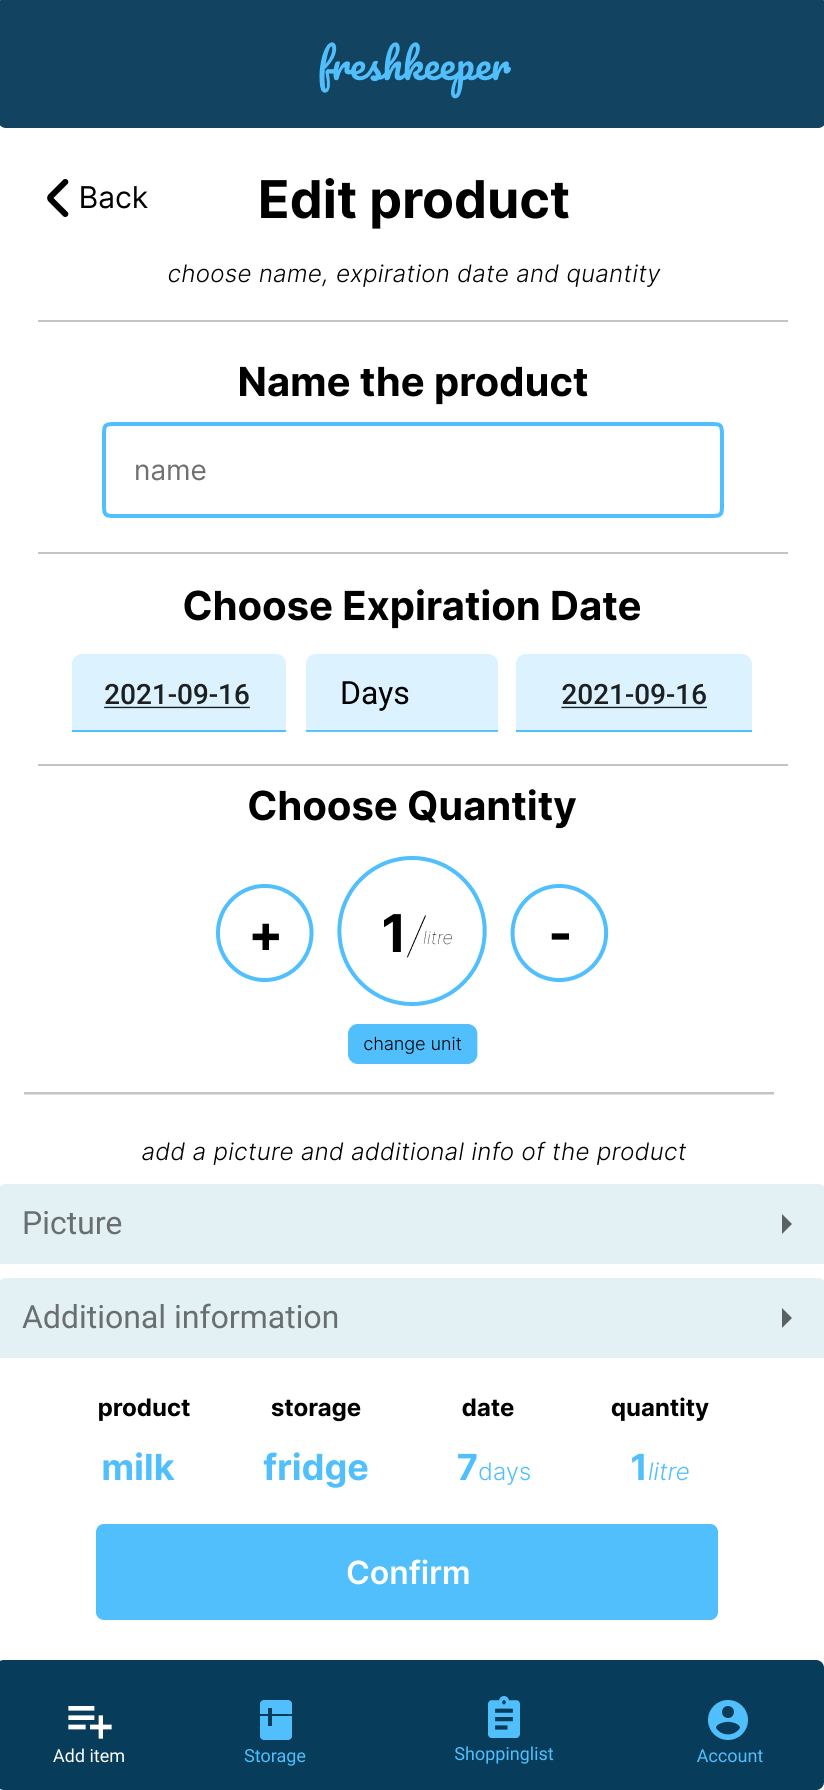 freshkeeper
Back
Edit product
choose name, expiration date and quantity
Name the product
name
Choose Expiration Date
2021-09-16 Days 2021-09-16
Choose Quantity
+ 1/litre -
change unit
add a picture and additional info of the product
Picture
Additional information
product storage date quantity
milk fridge 7days 1litre
Confirm
Add item Storage Shoppinglist Account